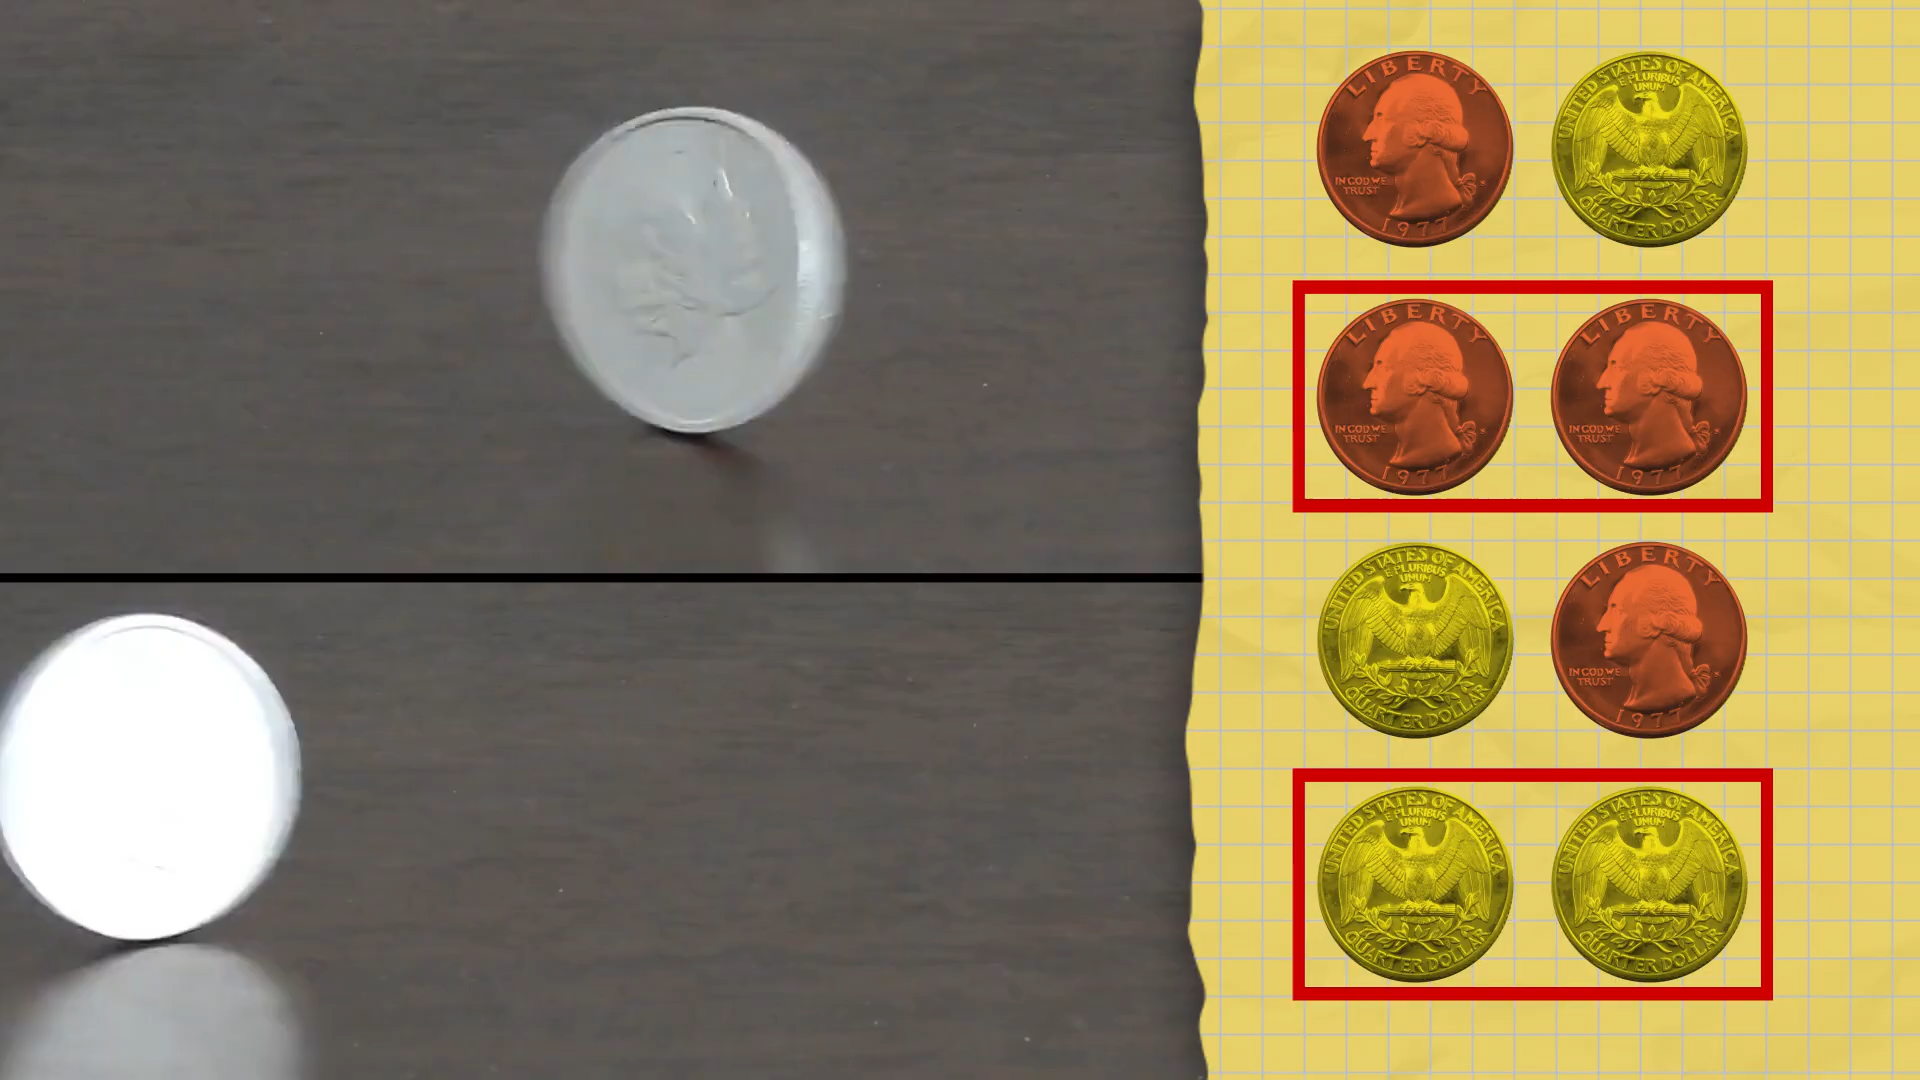 LIBERTY
IN GOD WE
TRUST
1977
UNITED STATES OF AMERICA
E PLURIBUS
UNUM
QUARTER DOLLAR
LIBERTY
IN GOD WE
TRUST
1977
LIBERTY
IN GOD WE
TRUST
1977
UNITED STATES OF AMERICA
E PLURIBUS
UNUM
QUARTER DOLLAR
LIBERTY
IN GOD WE
TRUST
1977
UNITED STATES OF AMERICA
E PLURIBUS
UNUM
QUARTER DOLLAR
UNITED STATES OF AMERICA
E PLURIBUS
UNUM
QUARTER DOLLAR